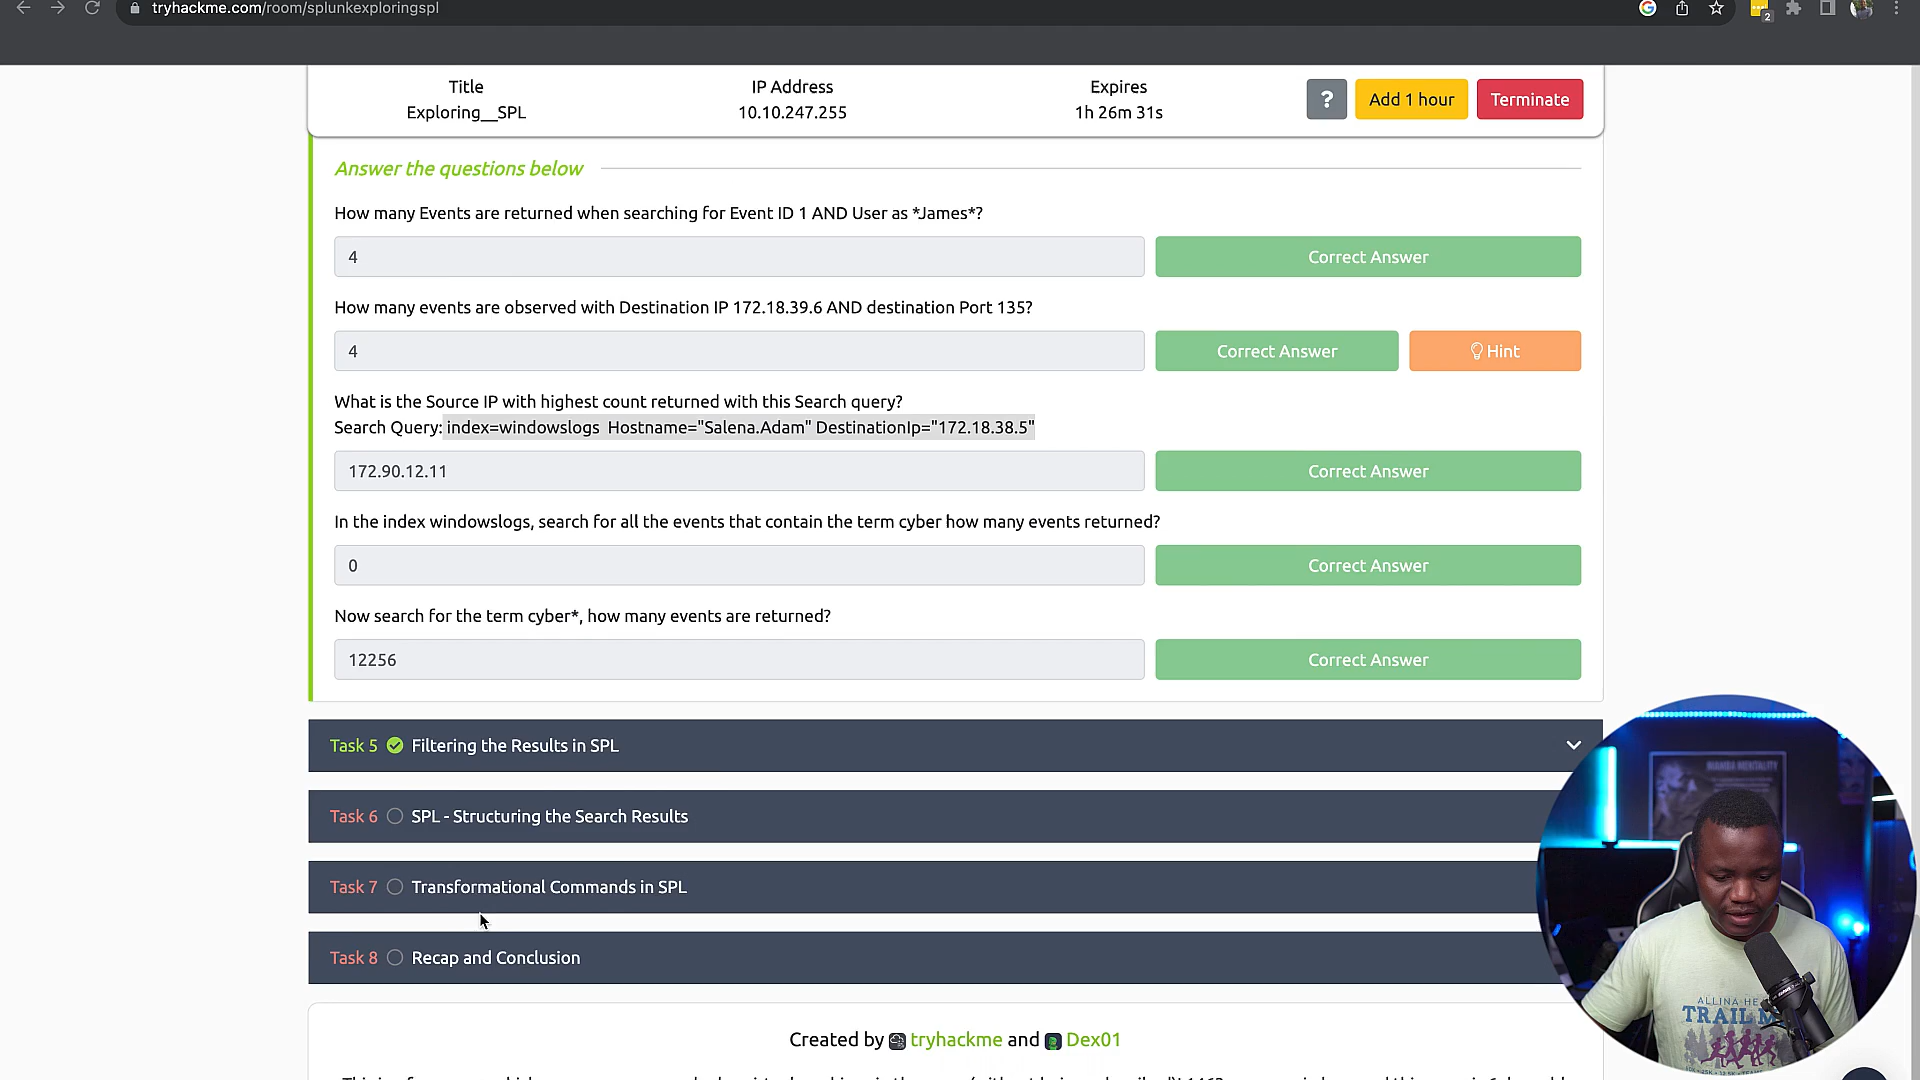 tryhackme.com/room/splunkexploringspl
2
Title
Exploring__SPL
IP Address
10.10.247.255
Expires
1h 26m 31s
?
Add 1 hour
Terminate
Answer the questions below
How many Events are returned when searching for Event ID 1 AND User as *James*?
4
Correct Answer
How many events are observed with Destination IP 172.18.39.6 AND destination Port 135?
4
Correct Answer
Hint
What is the Source IP with highest count returned with this Search query?
Search Query: index=windowslogs Hostname="Salena.Adam" DestinationIp="172.18.38.5"
172.90.12.11
Correct Answer
In the index windowslogs, search for all the events that contain the term cyber how many events returned?
0
Correct Answer
Now search for the term cyber*, how many events are returned?
12256
Correct Answer
Task 5 Filtering the Results in SPL
Task 6 SPL - Structuring the Search Results
Task 7 Transformational Commands in SPL
Task 8 Recap and Conclusion
MAMBA MENTALITY
ALLINA HE
TRAIL M
Created by tryhackme and Dex01